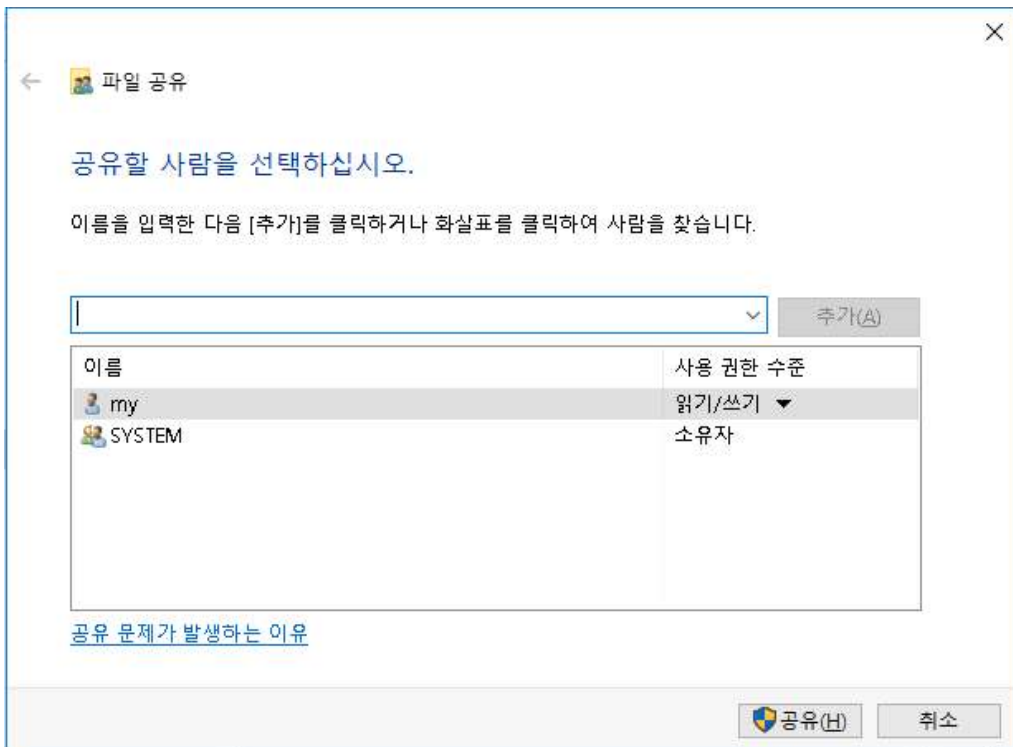 파일 공유
공유할 사람을 선택하십시오.
이름을 입력한 다음 [추가]를 클릭하거나 화살표를 클릭하여 사람을 찾습니다.
추가(A)
이름 사용 권한 수준
my 읽기/쓰기
SYSTEM 소유자
공유 문제가 발생하는 이유
공유(H) 취소